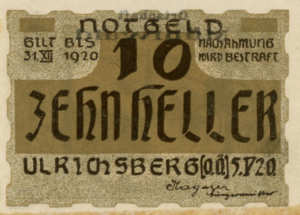 NOTGELD
GILT BIS
31.XII 1920
10
NACHAHMUNG
WIRD BESTRAFT
ZEHN HELLER
ULRICHSBERG (O.Ö) 5.V.20.